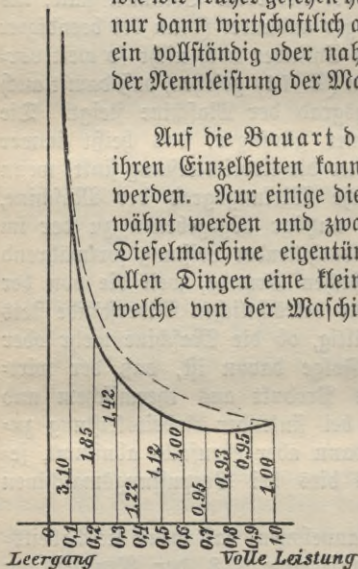 nur dann wirtſchaftlich a
ein vollſtändig oder nah
der Nennleiſtung der Ma
Auf die Bauart d
ihren Einzelheiten kann
werden. Nur einige die
wähnt werden und zwa
Dieſelmaſchine eigentüm
allen Dingen eine klein
welche von der Maſchi
3,10
1,85
1,42
1,22
1,12
1,00
0,95
0,93
0,95
1,00
0
0,1
0,2
0,3
0,4
0,5
0,6
0,7
0,8
0,9
1,0
Leergang
Volle Leistung